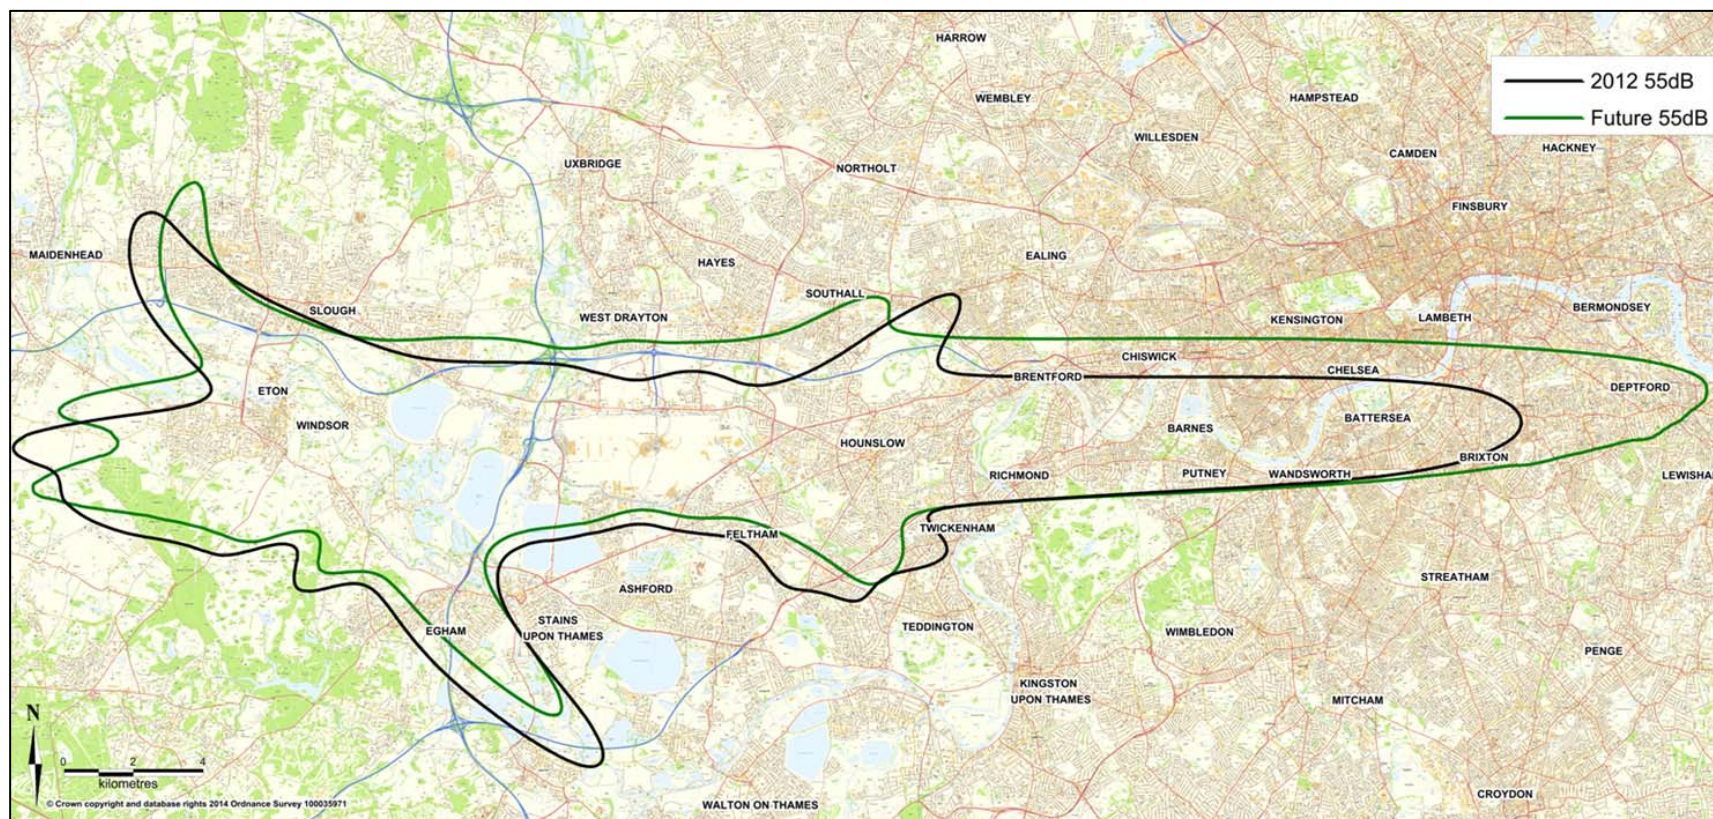 HARROW
2012 55dB
Future 55dB
WEMBLEY
HAMPSTEAD
WILLESDEN
HACKNEY
CAMDEN
UXBRIDGE
NORTHOLT
FINSBURY
MAIDENHEAD
HAYES
EALING
SOUTHALL
SLOUGH
WEST DRAYTON
KENSINGTON
LAMBETH
BERMONDSEY
CHISWICK
CHELSEA
BRENTFORD
DEPTFORD
ETON
WINDSOR
BATTERSEA
BARNES
HOUNSLOW
BRIXTON
RICHMOND
PUTNEY
WANDSWORTH
LEWISHAM
FELTHAM
TWICKENHAM
STREATHAM
ASHFORD
STAINS
UPON THAMES
EGHAM
TEDDINGTON
WIMBLEDON
PENGE
KINGSTON
UPON THAMES
MITCHAM
N
0 2 4
kilometres
© Crown copyright and database rights 2014 Ordnance Survey 100035971
WALTON ON THAMES
CROYDON